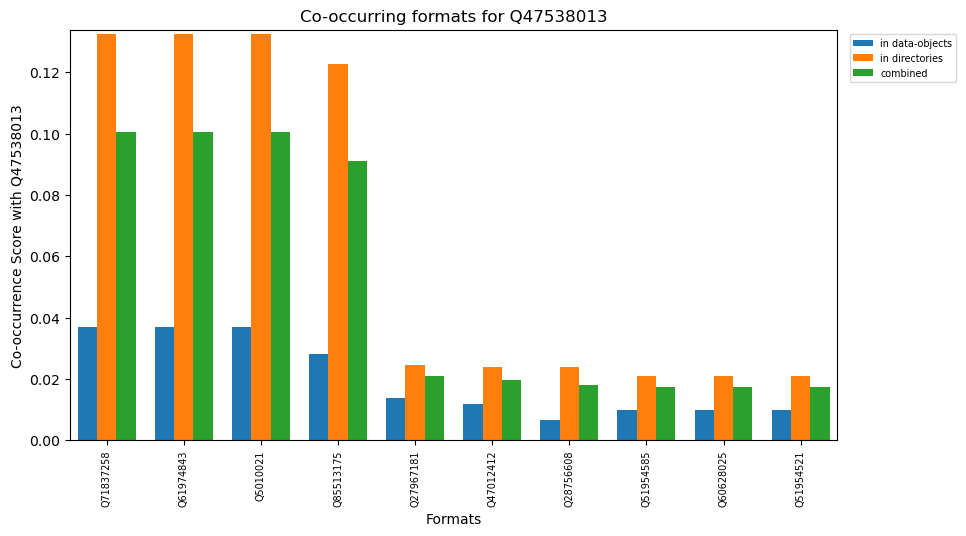 Co-occurring formats for Q47538013
in data-objects
in directories
combined
Co-occurrence Score with Q47538013
0.12
0.10
0.08
0.06
0.04
0.02
0.00
Q71837258
Q61974843
Q5010021
Q85513175
Q27967181
Q47012412
Q28756608
Q51954585
Q60628025
Q51954521
Formats